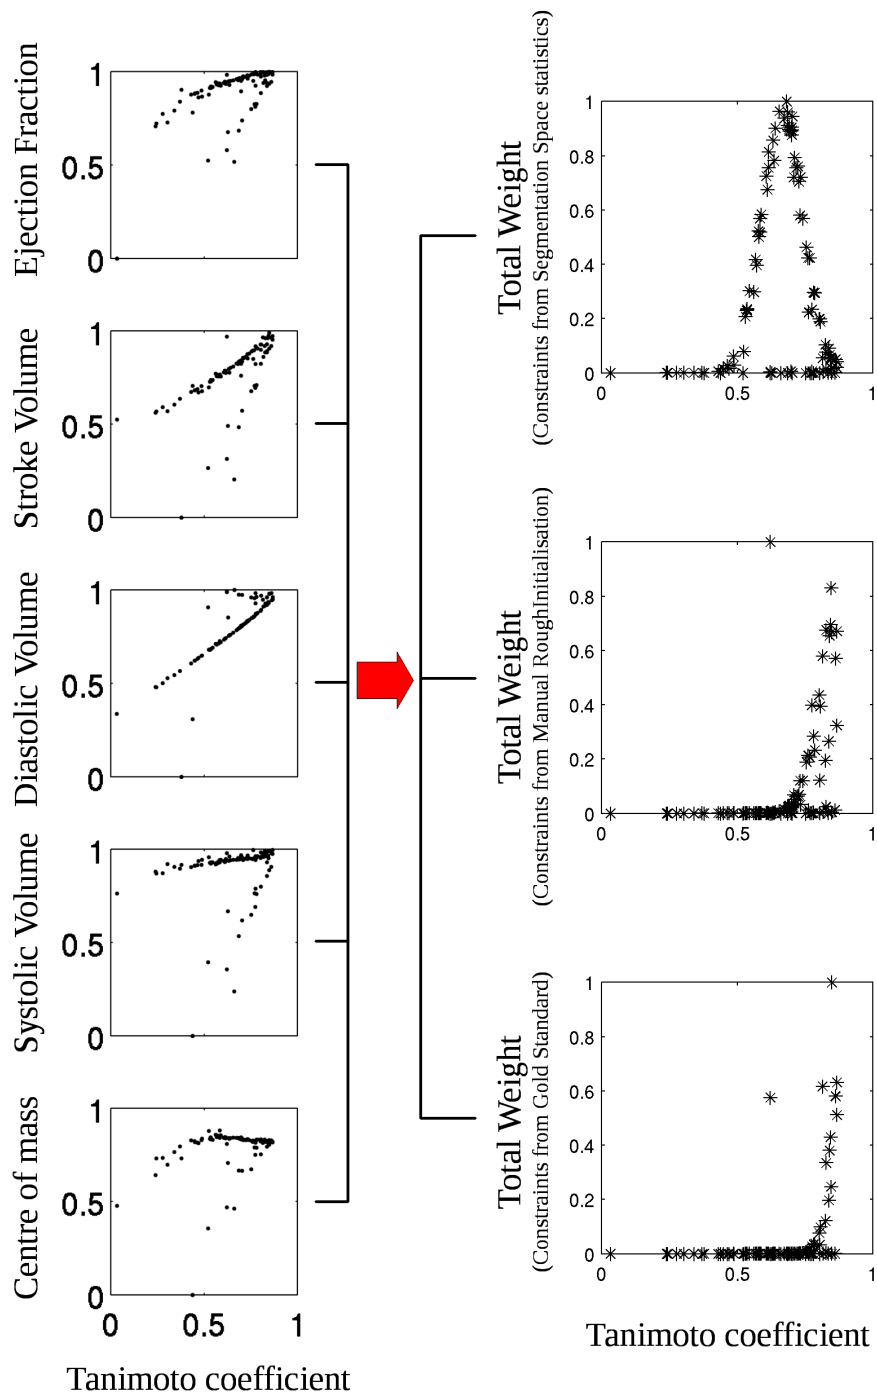 Ejection Fraction
1
0.5
0
Stroke Volume
1
0.5
0
Diastolic Volume
1
0.5
0
Systolic Volume
1
0.5
0
Centre of mass
1
0.5
0
0 0.5 1
Tanimoto coefficient
Total Weight
(Constraints from Segmentation Space statistics)
1
0.8
0.6
0.4
0.2
0
0 0.5 1
Total Weight
(Constraints from Manual RoughInitialisation)
1
0.8
0.6
0.4
0.2
0
0 0.5 1
Total Weight
(Constraints from Gold Standard)
1
0.8
0.6
0.4
0.2
0
0 0.5 1
Tanimoto coefficient